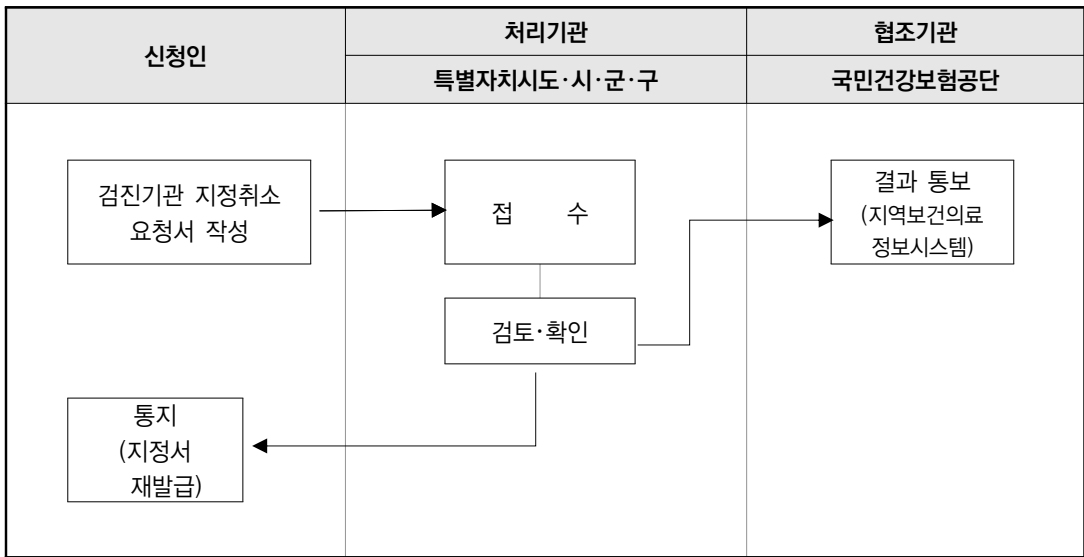 신청인
처리기관
협조기관
특별자치시도·시·군·구
국민건강보험공단
검진기관 지정취소
요청서 작성
접 수
결과 통보
(지역보건의료
정보시스템)
검토·확인
통지
(지정서
재발급)